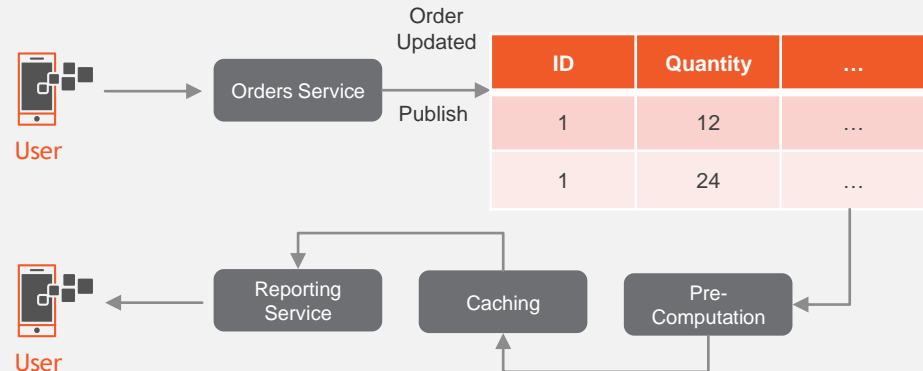 Order
Updated
Orders Service
Publish
User
ID Quantity …
1 12 …
1 24 …
Reporting
Service
Caching
Pre-
Computation
User